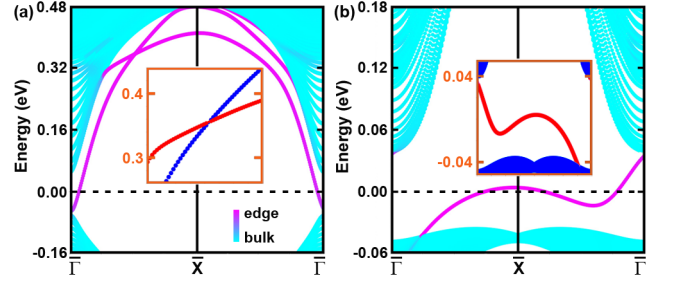 (a)
0.48
0.32
0.16
0.00
-0.16
Energy (eV)
0.4
0.3
edge
bulk
Γ̅
X̅
Γ̅
(b)
0.18
0.12
0.06
0.00
-0.06
Energy (eV)
0.04
-0.04
Γ̅
X̅
Γ̅